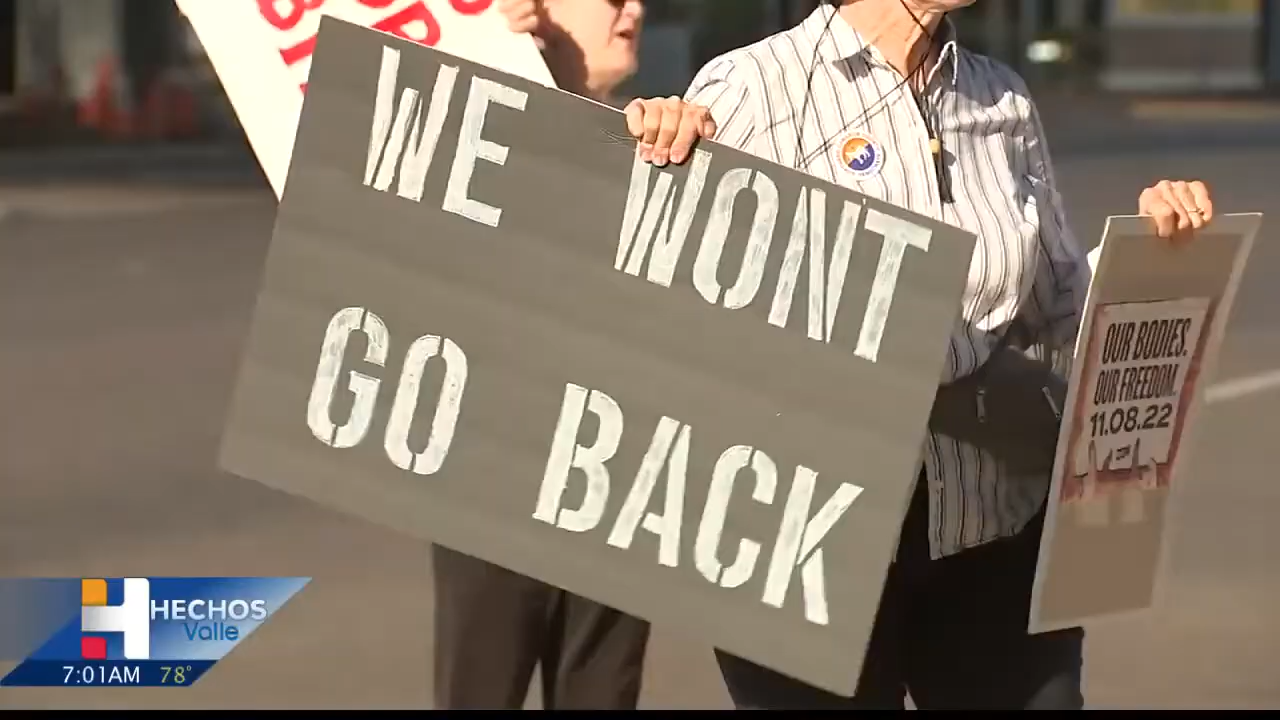 WE WONT
GO BACK
OUR BODIES.
OUR FREEDOM.
11.08.22
HECHOS
Valle
7:01AM 78°